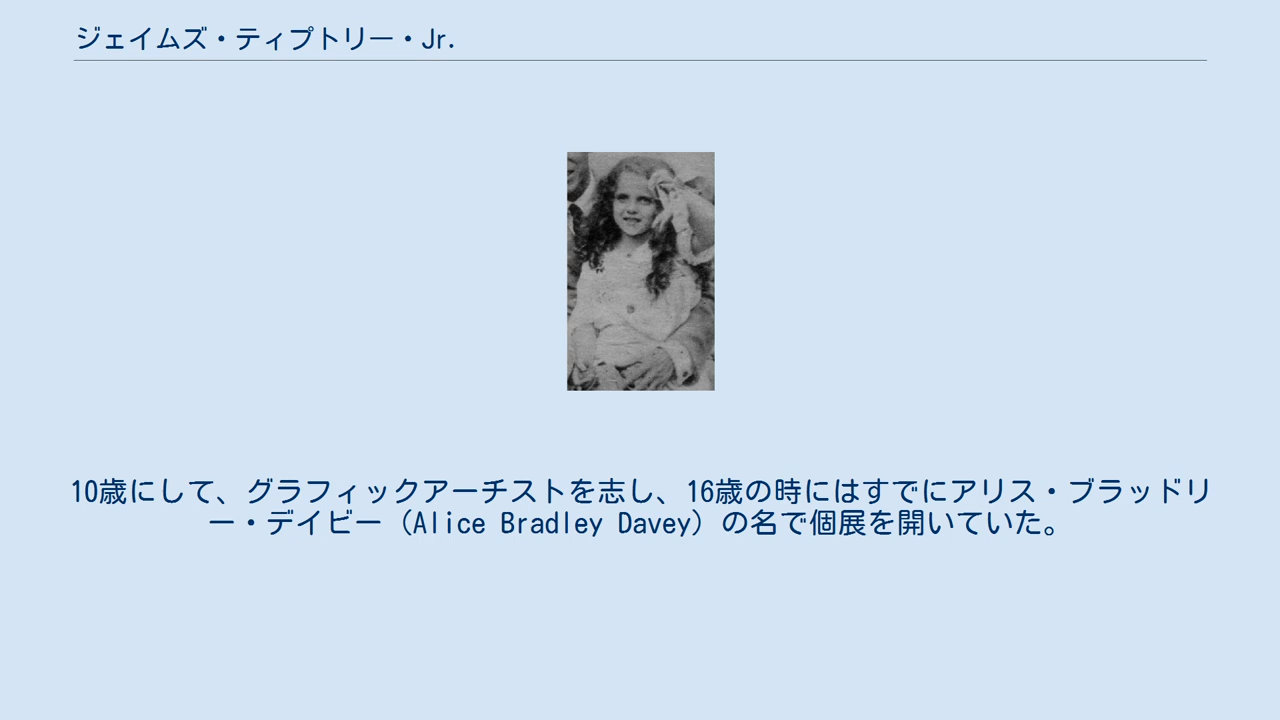 ジェイムズ・ティプトリー・Jr.
10歳にして、グラフィックアーチストを志し、16歳の時にはすでにアリス・ブラッドリ
ー・デイビー（Alice Bradley Davey）の名で個展を開いていた。